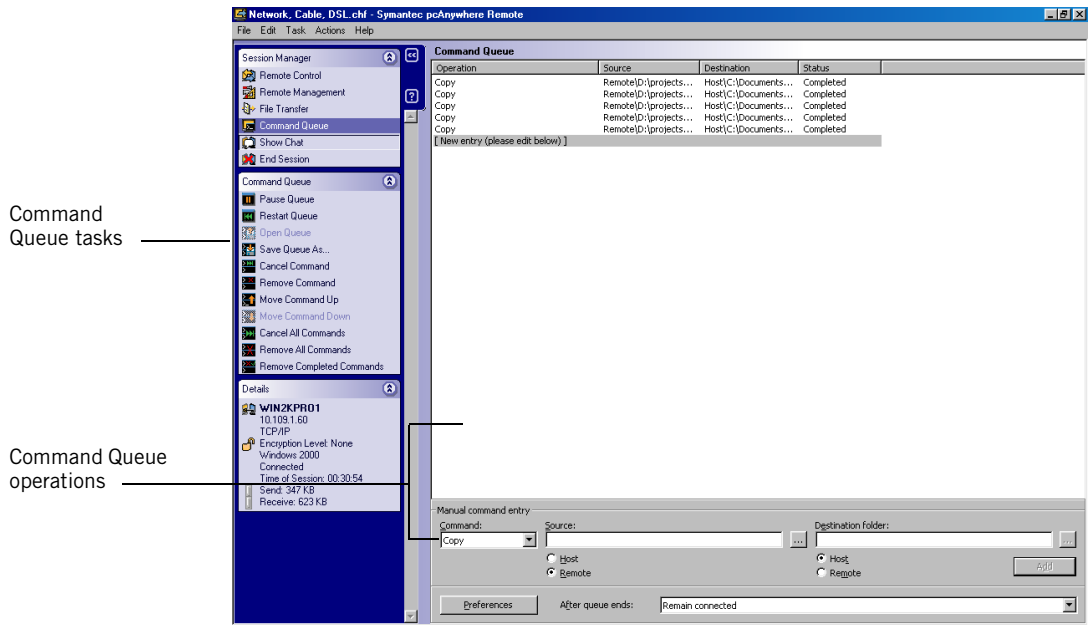 Network, Cable, DSL.chf - Symantec pcAnywhere Remote
File Edit Task Actions Help
Session Manager
Remote Control
Remote Management
File Transfer
Command Queue
Show Chat
End Session
Command Queue
Pause Queue
Restart Queue
Open Queue
Save Queue As...
Cancel Command
Remove Command
Move Command Up
Move Command Down
Cancel All Commands
Remove All Commands
Remove Completed Commands
Details
WIN2KPRO1
10.109.1.60
TCP/IP
Encryption Level: None
Windows 2000
Connected
Time of Session: 00:30:54
Send: 347 KB
Receive: 623 KB
Command
Queue tasks
Command Queue
operations
<<
?
Command Queue
Operation Source Destination Status
Copy Remote\D:\projects... Host\C:\Documents... Completed
Copy Remote\D:\projects... Host\C:\Documents... Completed
Copy Remote\D:\projects... Host\C:\Documents... Completed
Copy Remote\D:\projects... Host\C:\Documents... Completed
Copy Remote\D:\projects... Host\C:\Documents... Completed
[ New entry (please edit below) ]
Manual command entry
Command: Source: Destination folder:
Copy ... ...
Host Host
Remote Remote
Add
Preferences After queue ends: Remain connected